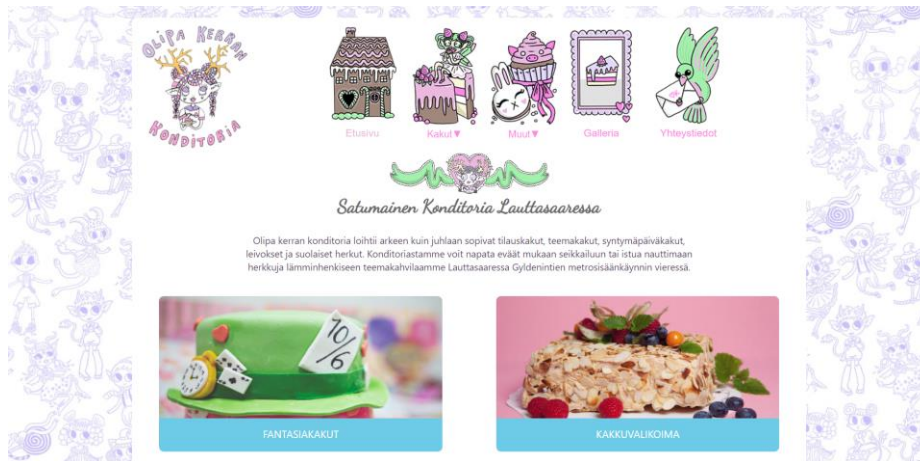 OLIPA KERRAN
KONDITORIA
Etusivu
Kakut▼
Muut▼
Galleria
Yhteystiedot
Satumainen Konditoria Lauttasaaressa
Olipa kerran konditoria loihtii arkeen kuin juhlaan sopivat tilauskakut, teemakakut, syntymäpäiväkakut,
leivokset ja suolaiset herkut. Konditoriastamme voit napata eväät mukaan seikkailuun tai istua nauttimaan
herkkuja lämminhenkiseen teemakahvilaamme Lauttasaaressa Gyldenintien metrosisäänkäynnin vieressä.
10/6
FANTASIAKAKUT
KAKKUVALIKOIMA